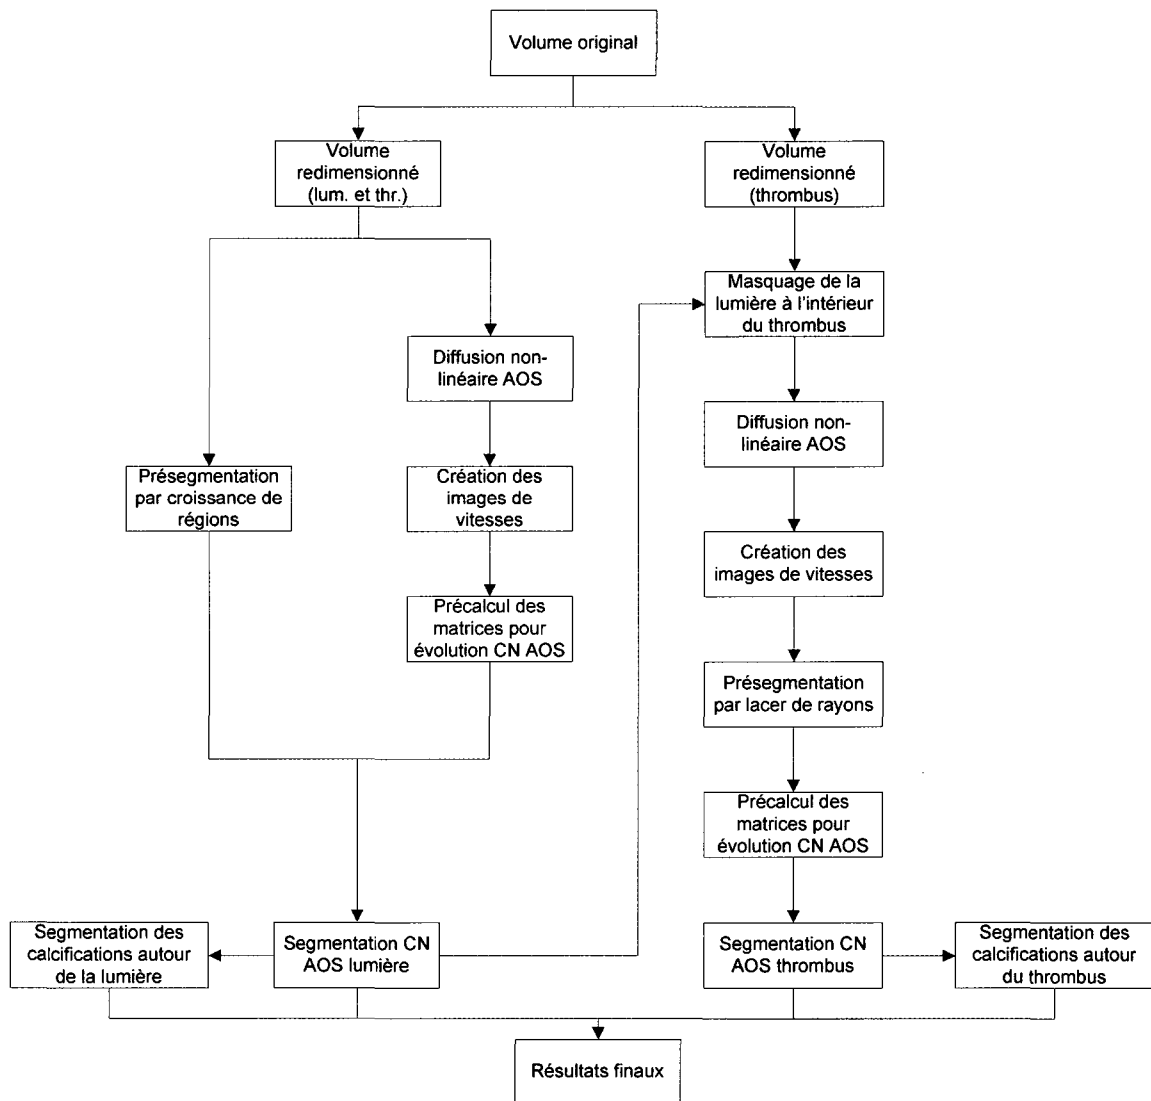 Volume original
Volume
redimensionné
(lum. et thr.)
Volume
redimensionné
(thrombus)
Masquage de la
lumière à l'intérieur
du thrombus
Diffusion non-
linéaire AOS
Diffusion non-
linéaire AOS
Présegmentation
par croissance de
régions
Création des
images de
vitesses
Création des
images de vitesses
Précalcul des
matrices pour
évolution CN AOS
Présegmentation
par lacer de rayons
Précalcul des
matrices pour
évolution CN AOS
Segmentation des
calcifications autour
de la lumière
Segmentation CN
AOS lumière
Segmentation CN
AOS thrombus
Segmentation des
calcifications autour
du thrombus
Résultats finaux